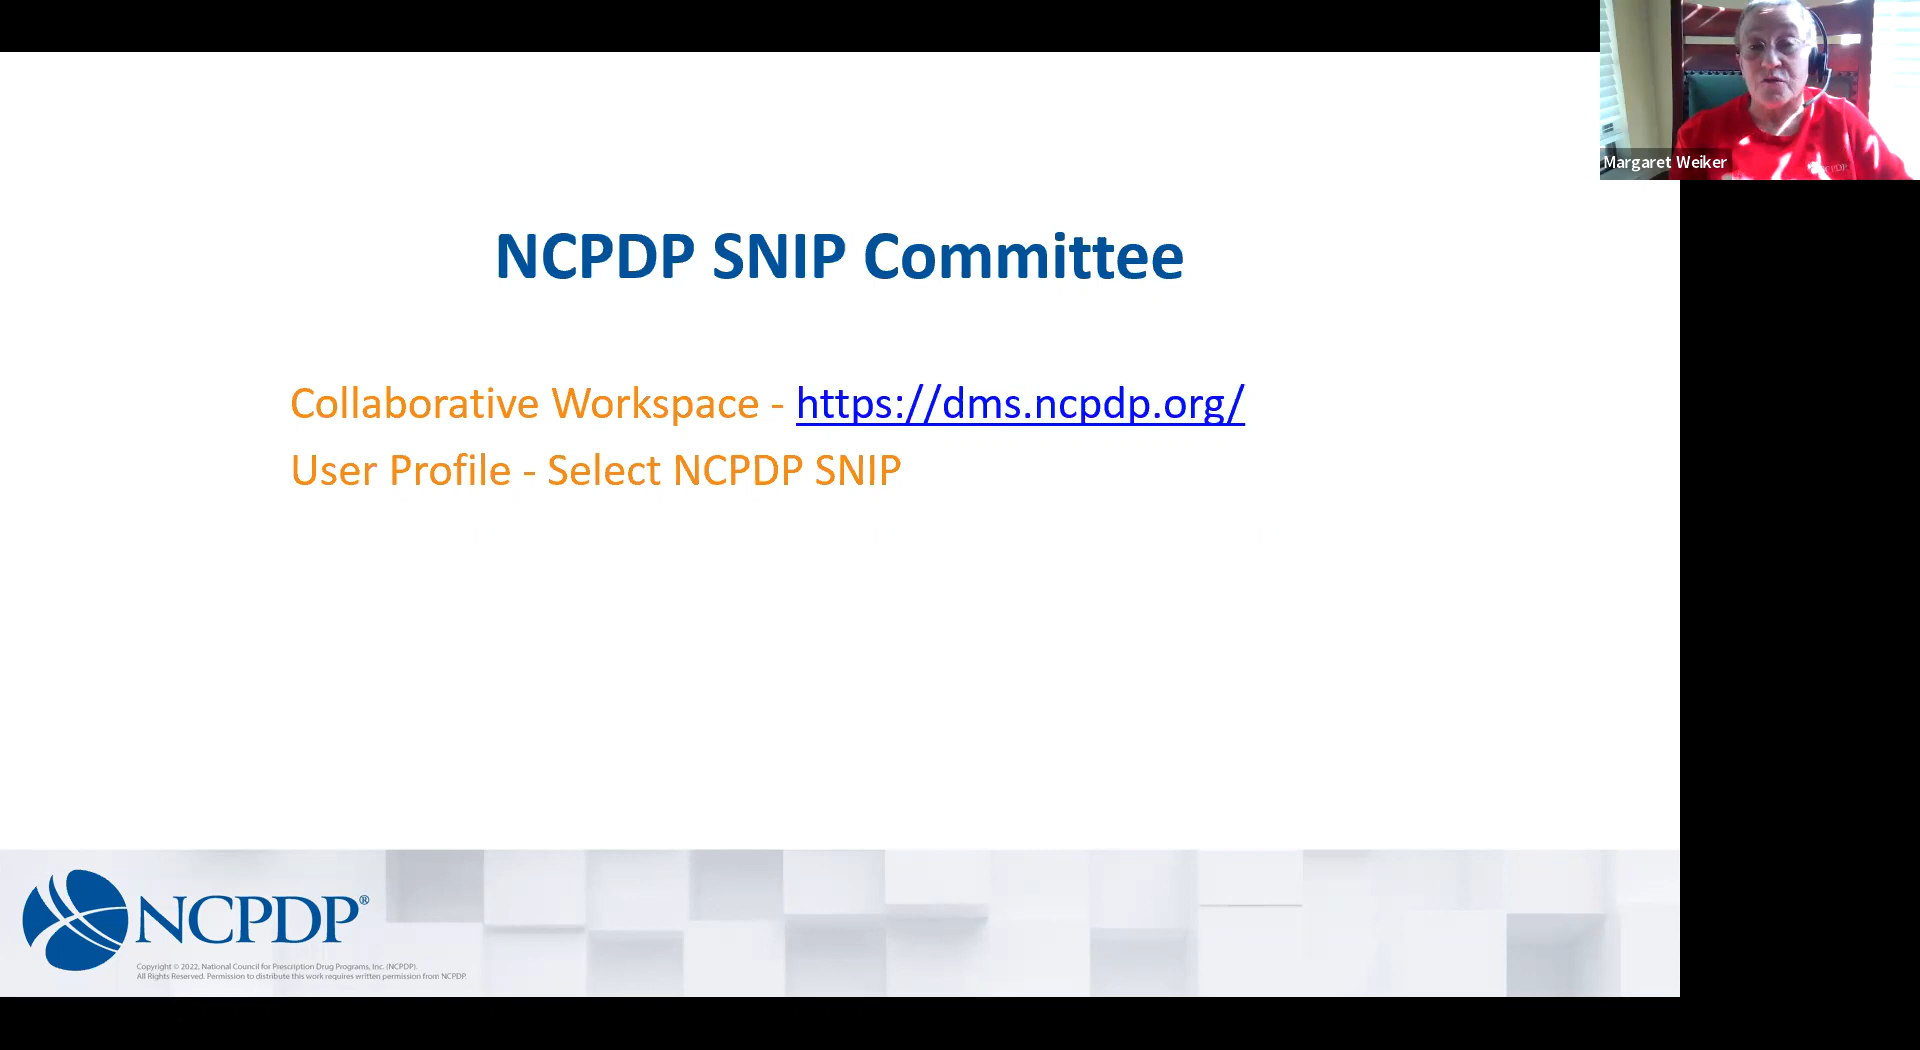 Margaret Weiker
NCPDP
NCPDP SNIP Committee
Collaborative Workspace - https://dms.ncpdp.org/
User Profile - Select NCPDP SNIP
NCPDP®
Copyright © 2022, National Council for Prescription Drug Programs, Inc. (NCPDP).
All Rights Reserved. Permission to distribute this work requires written permission from NCPDP.